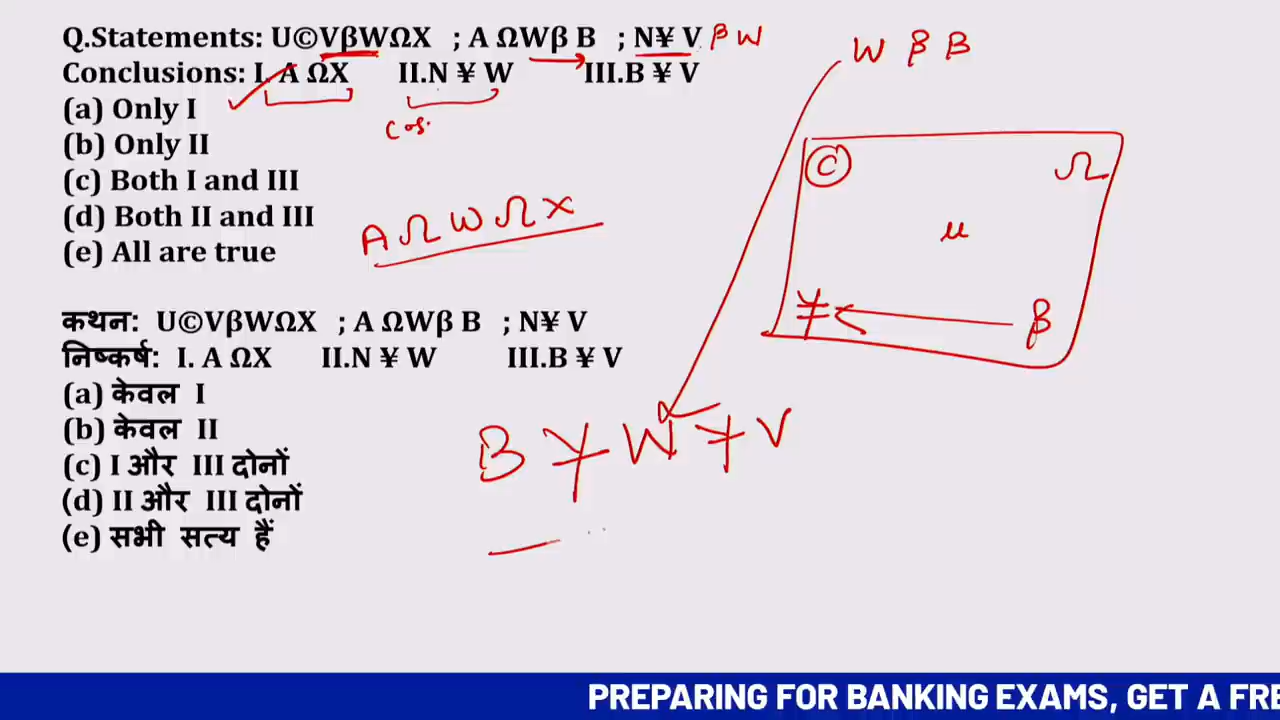 Q.Statements: U©VβWΩX ; A ΩWβ B ; N¥ V β W
W β B
Conclusions: I. A ΩX II.N ¥ W III.B ¥ V
(a) Only I
cos.
(b) Only II
(c) Both I and III
(d) Both II and III
(e) All are true
A Ω W Ω X
© Ω
μ
¥ β
कथन: U©VβWΩX ; A ΩWβ B ; N¥ V
निष्कर्ष: I. A ΩX II.N ¥ W III.B ¥ V
(a) केवल I
(b) केवल II
(c) I और III दोनों
(d) II और III दोनों
(e) सभी सत्य हैं
B ¥ W ¥ V
PREPARING FOR BANKING EXAMS, GET A FRE